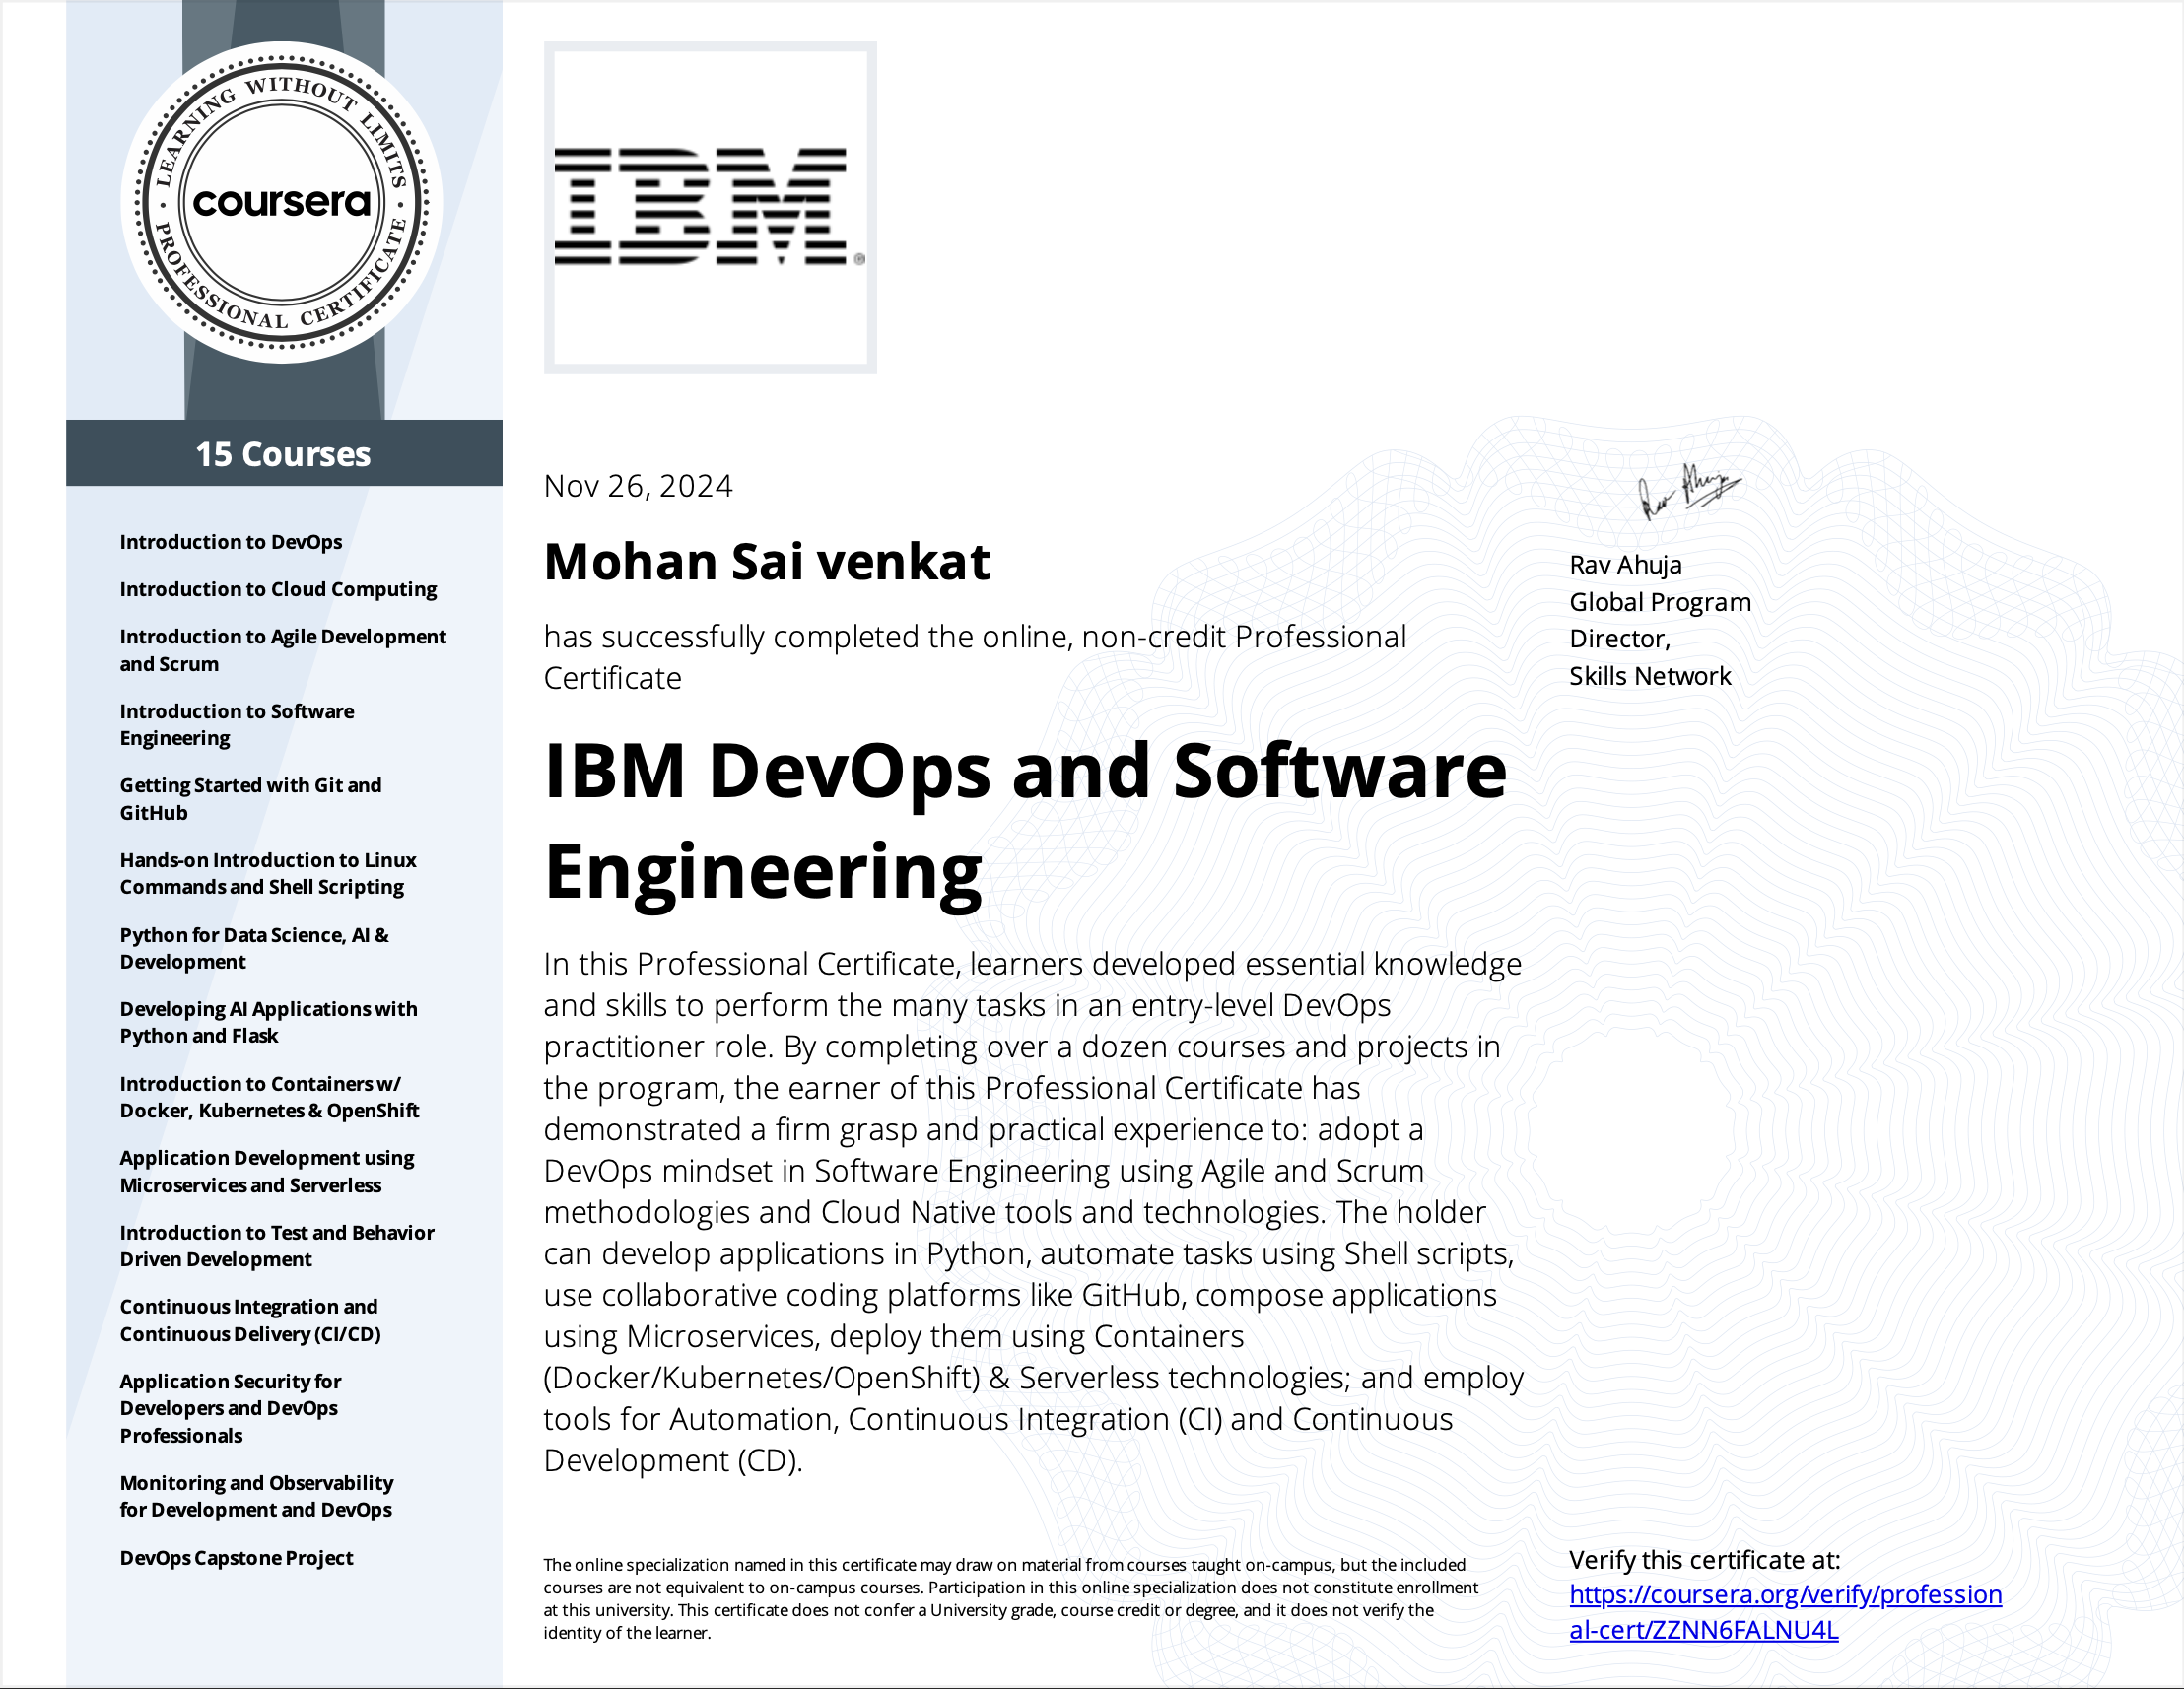 LEARNING WITHOUT LIMITS
coursera
PROFESSIONAL CERTIFICATE
15 Courses
Introduction to DevOps
Introduction to Cloud Computing
Introduction to Agile Development
and Scrum
Introduction to Software
Engineering
Getting Started with Git and
GitHub
Hands-on Introduction to Linux
Commands and Shell Scripting
Python for Data Science, AI &
Development
Developing AI Applications with
Python and Flask
Introduction to Containers w/
Docker, Kubernetes & OpenShift
Application Development using
Microservices and Serverless
Introduction to Test and Behavior
Driven Development
Continuous Integration and
Continuous Delivery (CI/CD)
Application Security for
Developers and DevOps
Professionals
Monitoring and Observability
for Development and DevOps
DevOps Capstone Project
IBM®
Nov 26, 2024
Mohan Sai venkat
has successfully completed the online, non-credit Professional
Certificate
IBM DevOps and Software
Engineering
In this Professional Certificate, learners developed essential knowledge
and skills to perform the many tasks in an entry-level DevOps
practitioner role. By completing over a dozen courses and projects in
the program, the earner of this Professional Certificate has
demonstrated a firm grasp and practical experience to: adopt a
DevOps mindset in Software Engineering using Agile and Scrum
methodologies and Cloud Native tools and technologies. The holder
can develop applications in Python, automate tasks using Shell scripts,
use collaborative coding platforms like GitHub, compose applications
using Microservices, deploy them using Containers
(Docker/Kubernetes/OpenShift) & Serverless technologies; and employ
tools for Automation, Continuous Integration (CI) and Continuous
Development (CD).
The online specialization named in this certificate may draw on material from courses taught on-campus, but the included
courses are not equivalent to on-campus courses. Participation in this online specialization does not constitute enrollment
at this university. This certificate does not confer a University grade, course credit or degree, and it does not verify the
identity of the learner.
Rav Ahuja
Rav Ahuja
Global Program
Director,
Skills Network
Verify this certificate at:
https://coursera.org/verify/profession
al-cert/ZZNN6FALNU4L